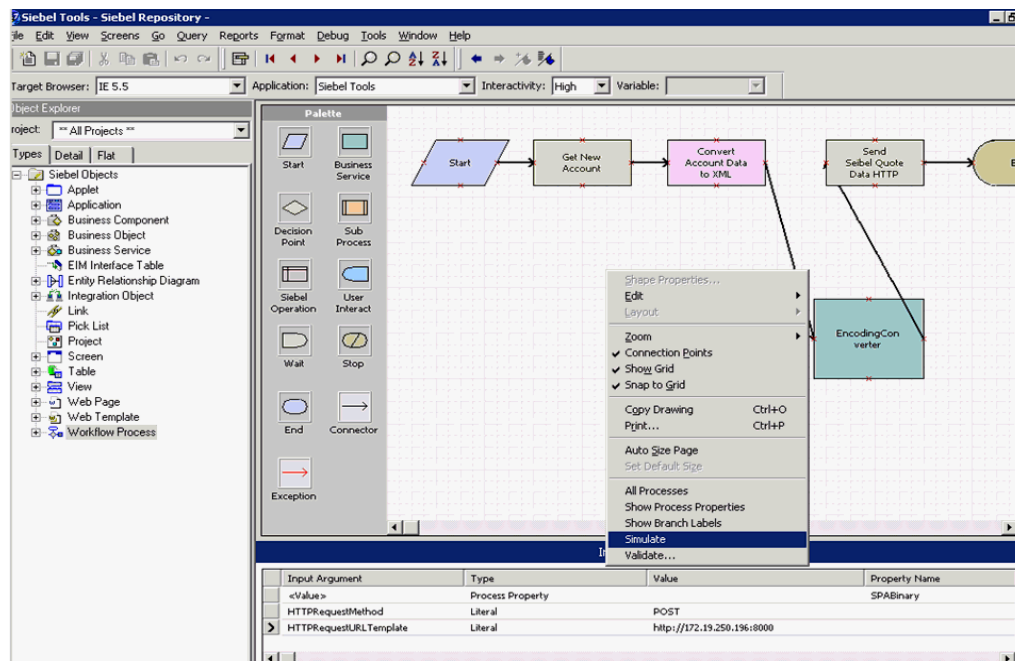 Siebel Tools - Siebel Repository -
File Edit View Screens Go Query Reports Format Debug Tools Window Help
Target Browser: IE 5.5 Application: Siebel Tools Interactivity: High Variable:
Object Explorer
Project: ** All Projects **
Types Detail Flat
Siebel Objects
Applet
Application
Business Component
Business Object
Business Service
EIM Interface Table
Entity Relationship Diagram
Integration Object
Link
Pick List
Project
Screen
Table
View
Web Page
Web Template
Workflow Process
Palette
Start
Business
Service
Decision
Point
Sub
Process
Siebel
Operation
User
Interact
Wait
Stop
End
Connector
Exception
Start
Get New
Account
Convert
Account Data
to XML
Send
Seibel Quote
Data HTTP
E
EncodingCon
verter
Shape Properties...
Edit
Layout
Zoom
Connection Points
Show Grid
Snap to Grid
Copy Drawing Ctrl+O
Print... Ctrl+P
Auto Size Page
Set Default Size
All Processes
Show Process Properties
Show Branch Labels
Simulate
Validate...
Input Argument Type Value Property Name
<Value> Process Property SPABinary
HTTPRequestMethod Literal POST
HTTPRequestURLTemplate Literal http://172.19.250.196:8000